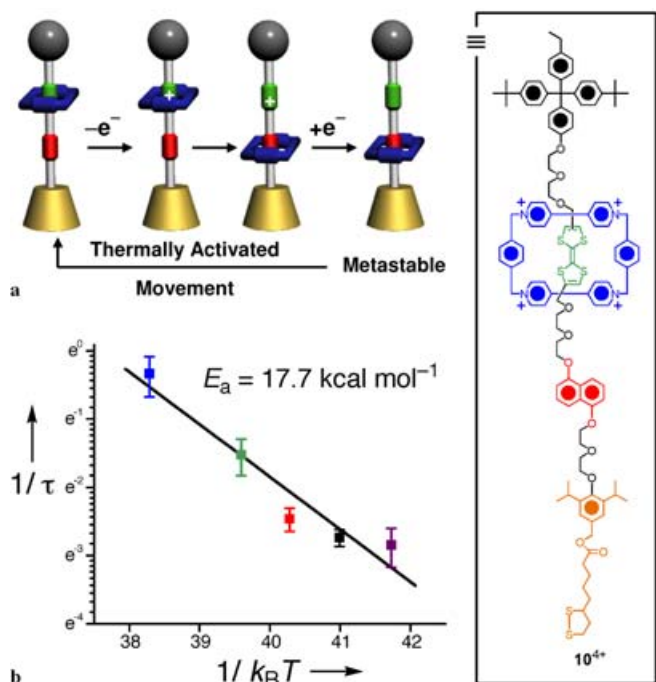 −e⁻
+e⁻
Thermally Activated
Metastable
Movement
a
e⁰
e⁻¹
e⁻²
e⁻³
e⁻⁴
1/ τ
Eₐ = 17.7 kcal mol⁻¹
38 39 40 41 42
1/ k_BT
b
≡
O
O
O
+ +
N N
S S
S S
N N
+ +
O
O
O
O
O
O
O
O
S
S
10⁴⁺